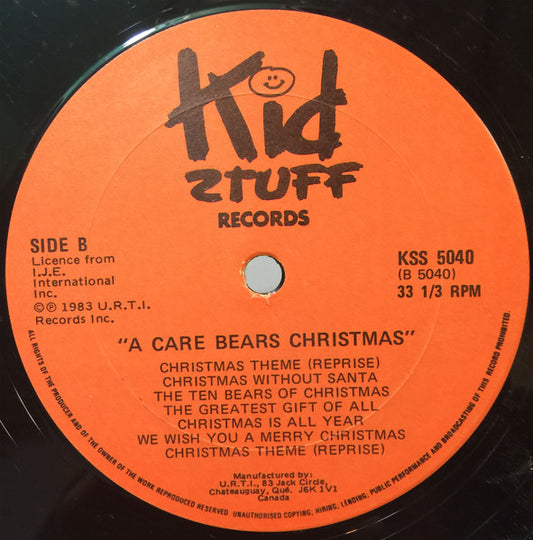 Kid
STUFF
RECORDS
SIDE B
Licence from
I.J.E.
International
Inc.
©℗ 1983 U.R.T.I.
Records Inc.
KSS 5040
(B 5040)
33 1/3 RPM
"A CARE BEARS CHRISTMAS"
CHRISTMAS THEME (REPRISE)
CHRISTMAS WITHOUT SANTA
THE TEN BEARS OF CHRISTMAS
THE GREATEST GIFT OF ALL
CHRISTMAS IS ALL YEAR
WE WISH YOU A MERRY CHRISTMAS
CHRISTMAS THEME (REPRISE)
Manufactured by:
U.R.T.I., 83 Jack Circle,
Chateauguay, Qué. J6K 1V1
Canada
ALL RIGHTS OF THE PRODUCER AND OF THE OWNER OF THE WORK REPRODUCED RESERVED UNAUTHORISED COPYING, HIRING, LENDING, PUBLIC PERFORMANCE AND BROADCASTING OF THIS RECORD PROHIBITED.